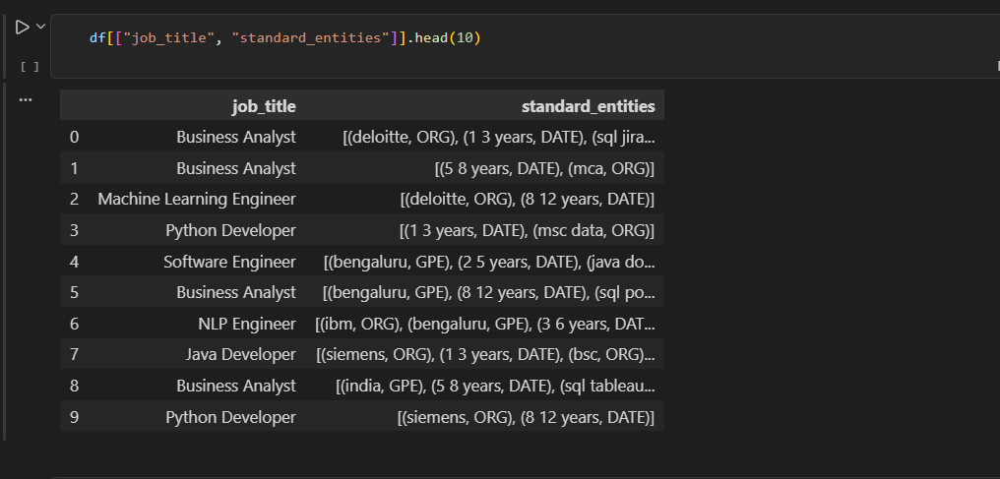 df[["job_title", "standard_entities"]].head(10)
[ ]
...
job_title standard_entities
0 Business Analyst [(deloitte, ORG), (1 3 years, DATE), (sql jira...
1 Business Analyst [(5 8 years, DATE), (mca, ORG)]
2 Machine Learning Engineer [(deloitte, ORG), (8 12 years, DATE)]
3 Python Developer [(1 3 years, DATE), (msc data, ORG)]
4 Software Engineer [(bengaluru, GPE), (2 5 years, DATE), (java do...
5 Business Analyst [(bengaluru, GPE), (8 12 years, DATE), (sql po...
6 NLP Engineer [(ibm, ORG), (bengaluru, GPE), (3 6 years, DAT...
7 Java Developer [(siemens, ORG), (1 3 years, DATE), (bsc, ORG)...
8 Business Analyst [(india, GPE), (5 8 years, DATE), (sql tableau...
9 Python Developer [(siemens, ORG), (8 12 years, DATE)]